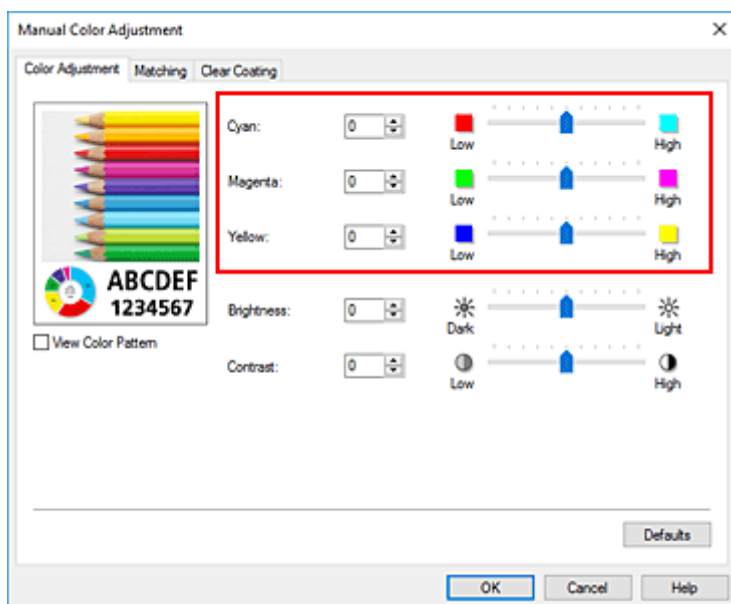 Manual Color Adjustment
Color Adjustment Matching Clear Coating
Cyan: 0 Low High
Magenta: 0 Low High
Yellow: 0 Low High
ABCDEF
1234567
Brightness: 0 Dark Light
View Color Pattern
Contrast: 0 Low High
Defaults
OK Cancel Help